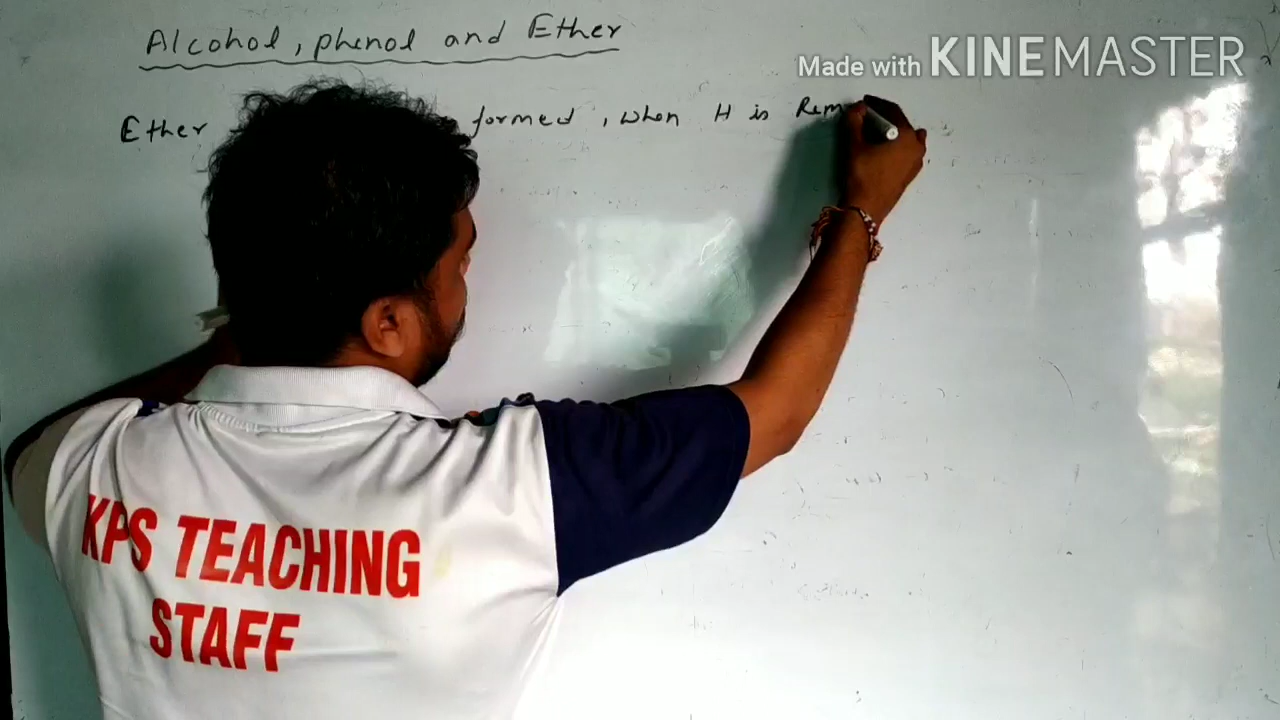 Alcohol, phenol and Ether
Made with KINEMASTER
Ether formed, when H is Rem
KPS TEACHING
STAFF